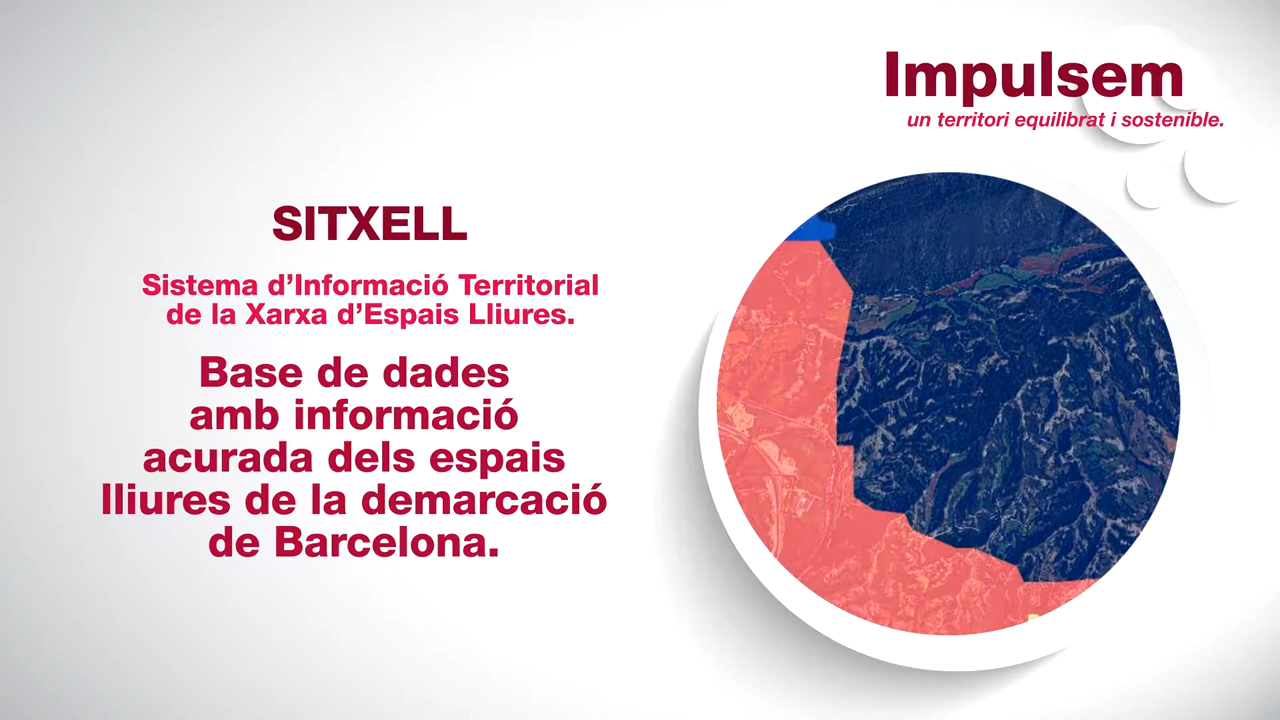 Impulsem
un territori equilibrat i sostenible.
SITXELL
Sistema d’Informació Territorial
de la Xarxa d’Espais Lliures.
Base de dades
amb informació
acurada dels espais
lliures de la demarcació
de Barcelona.